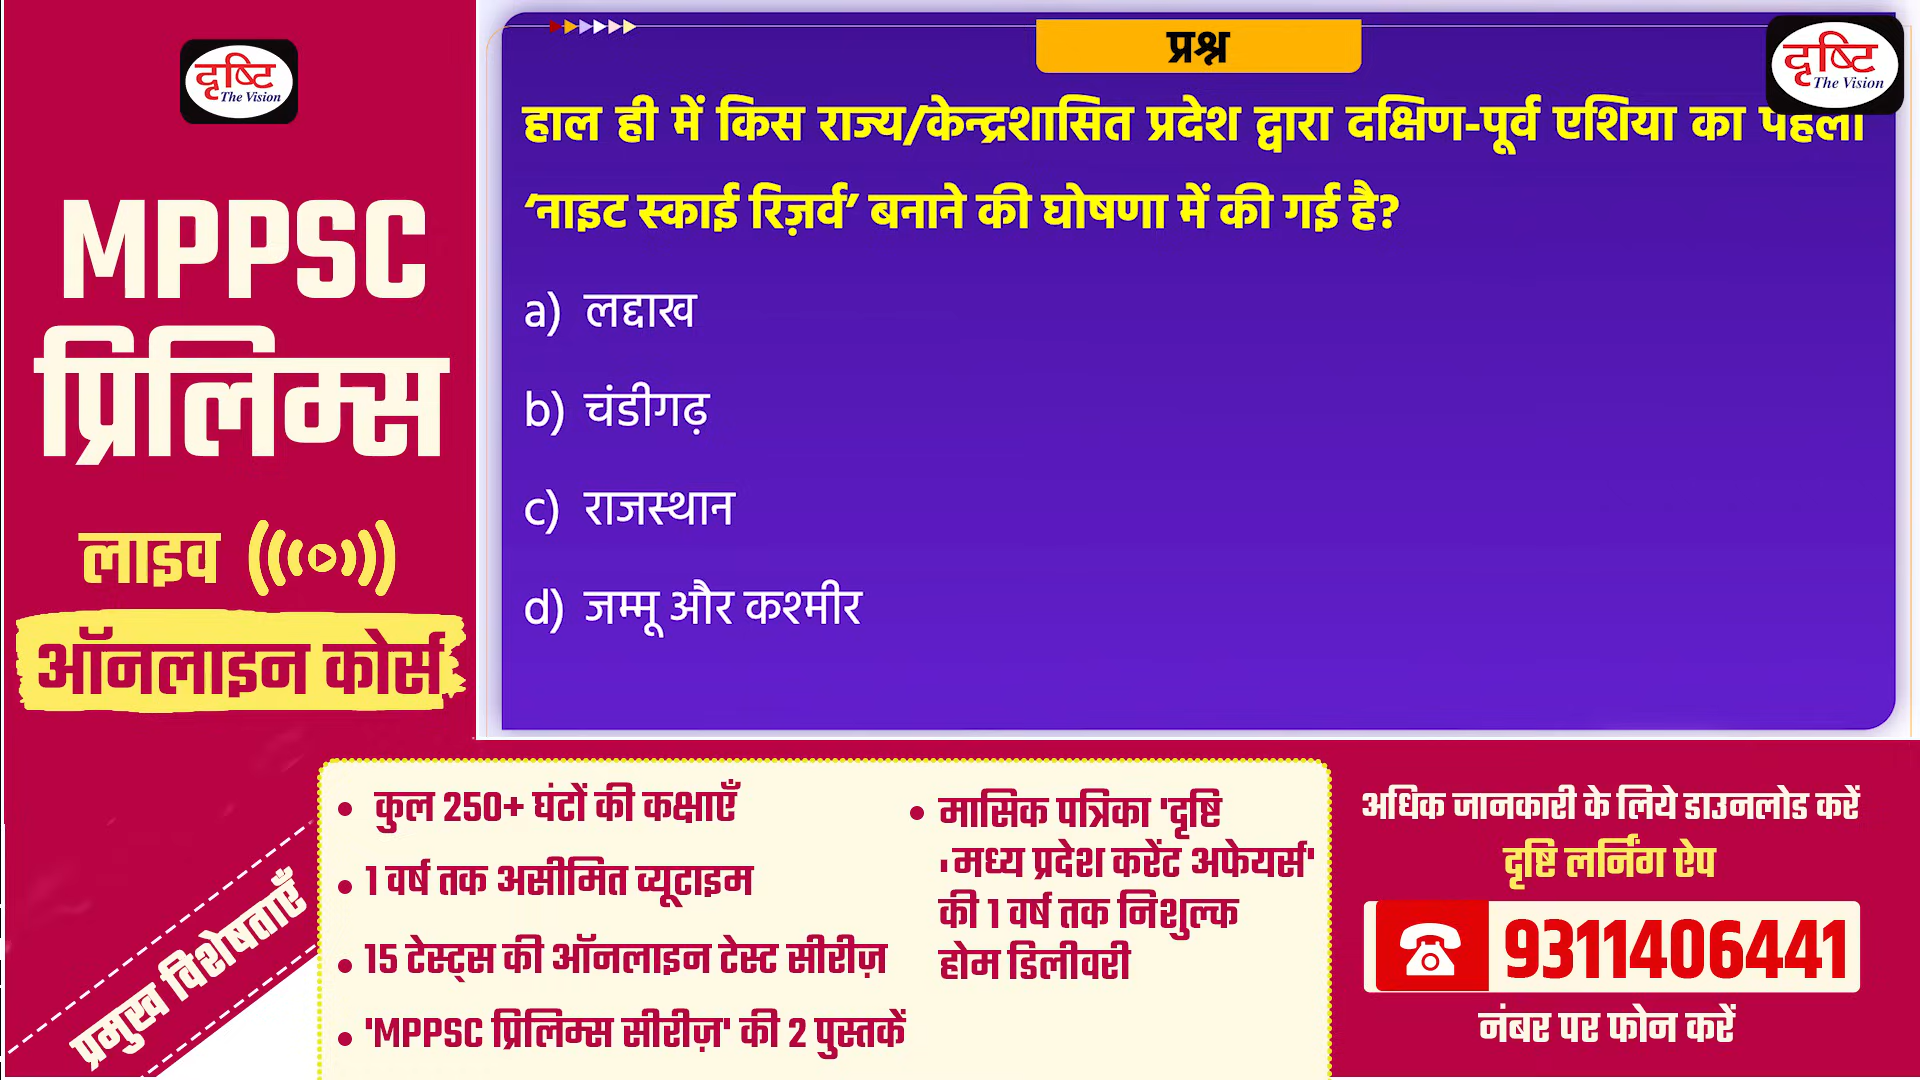 दृष्टि
The Vision
MPPSC
प्रिलिम्स
लाइव
ऑनलाइन कोर्स
प्रश्न
दृष्टि
The Vision
हाल ही में किस राज्य/केन्द्रशासित प्रदेश द्वारा दक्षिण-पूर्व एशिया का पहला
‘नाइट स्काई रिज़र्व’ बनाने की घोषणा में की गई है?
a) लद्दाख
b) चंडीगढ़
c) राजस्थान
d) जम्मू और कश्मीर
प्रमुख विशेषताएँ
• कुल 250+ घंटों की कक्षाएँ
• 1 वर्ष तक असीमित व्यूटाइम
• 15 टेस्ट्स की ऑनलाइन टेस्ट सीरीज़
• 'MPPSC प्रिलिम्स सीरीज़' की 2 पुस्तकें
• मासिक पत्रिका 'दृष्टि
'मध्य प्रदेश करेंट अफेयर्स'
की 1 वर्ष तक निशुल्क
होम डिलीवरी
अधिक जानकारी के लिये डाउनलोड करें
दृष्टि लर्निंग ऐप
9311406441
नंबर पर फोन करें